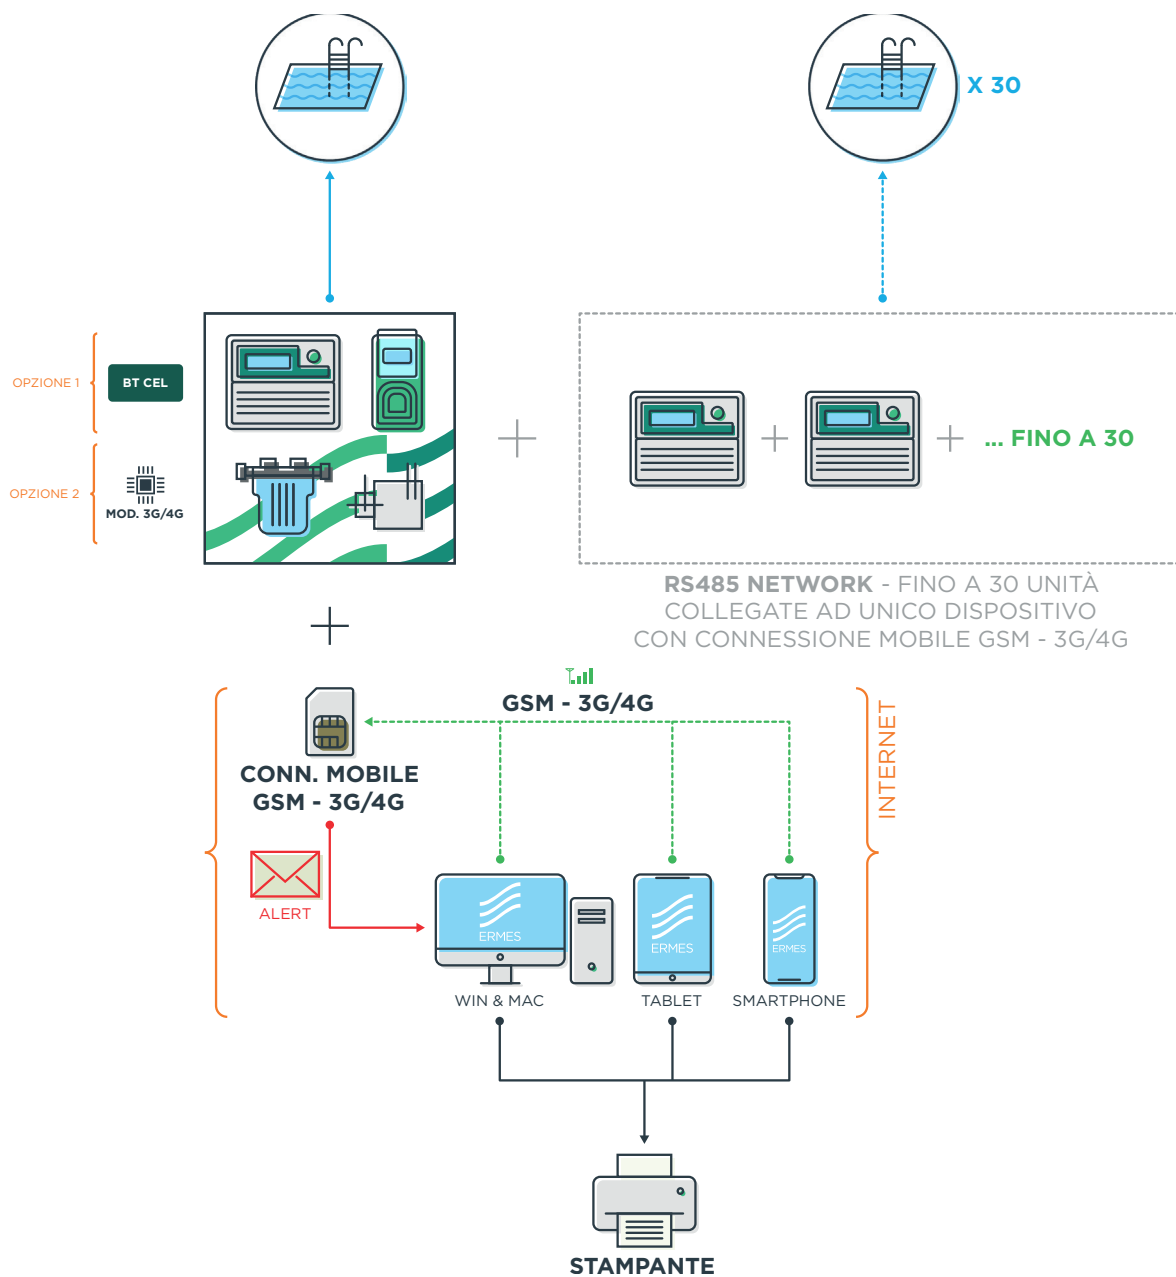 X 30
OPZIONE 1
BT CEL
OPZIONE 2
MOD. 3G/4G
... FINO A 30
RS485 NETWORK - FINO A 30 UNITÀ
COLLEGATE AD UNICO DISPOSITIVO
CON CONNESSIONE MOBILE GSM - 3G/4G
GSM - 3G/4G
INTERNET
CONN. MOBILE
GSM - 3G/4G
ALERT
ERMES
ERMES
ERMES
WIN & MAC
TABLET
SMARTPHONE
STAMPANTE